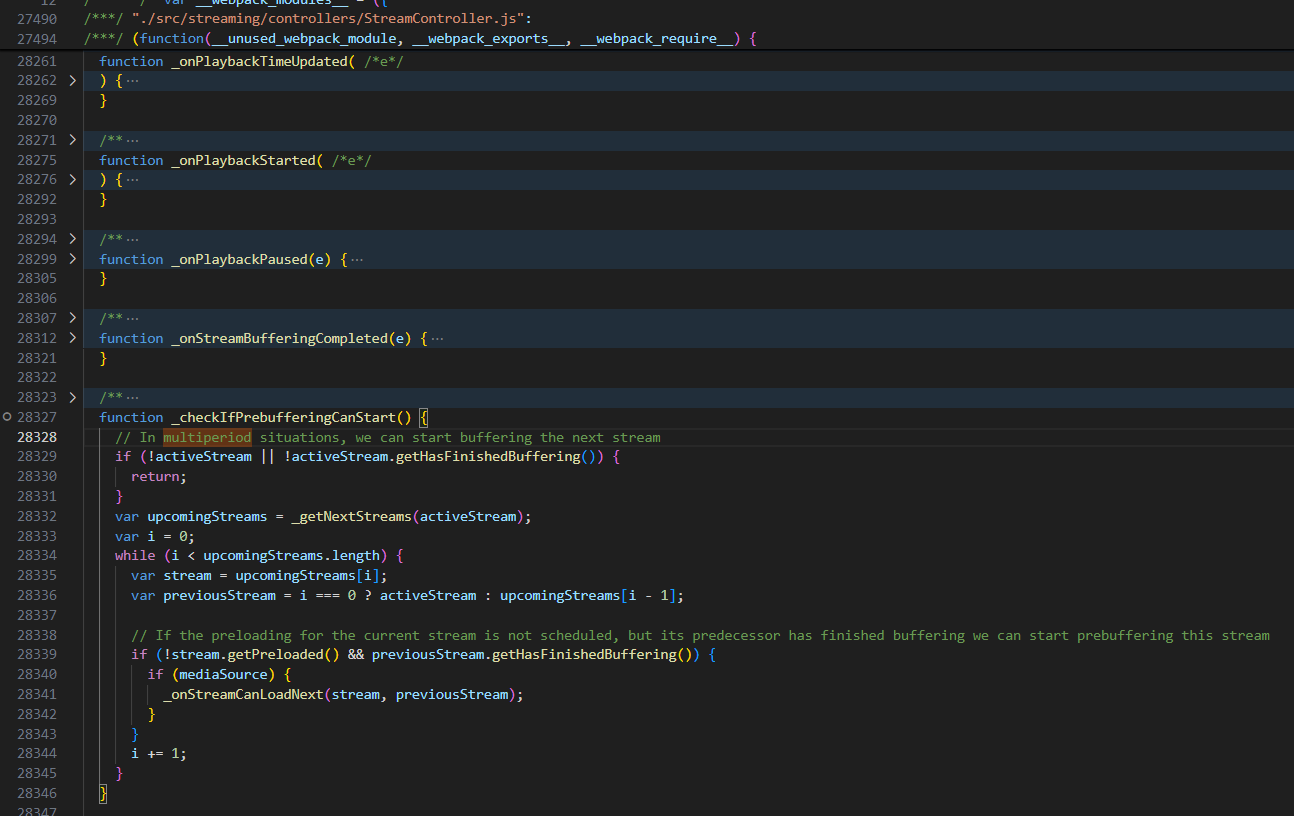 12 /******/ var __webpack_modules__ = ({
27490 /***/ "./src/streaming/controllers/StreamController.js":
27494 /***/ (function(__unused_webpack_module, __webpack_exports__, __webpack_require__) {
28261 function _onPlaybackTimeUpdated( /*e*/
28262 > ) { ···
28269 }
28270
28271 > /** ···
28275 function _onPlaybackStarted( /*e*/
28276 > ) { ···
28292 }
28293
28294 > /** ···
28299 > function _onPlaybackPaused(e) { ···
28305 }
28306
28307 > /** ···
28312 > function _onStreamBufferingCompleted(e) { ···
28321 }
28322
28323 > /** ···
28327 function _checkIfPrebufferingCanStart() {
28328 // In multiperiod situations, we can start buffering the next stream
28329 if (!activeStream || !activeStream.getHasFinishedBuffering()) {
28330 return;
28331 }
28332 var upcomingStreams = _getNextStreams(activeStream);
28333 var i = 0;
28334 while (i < upcomingStreams.length) {
28335 var stream = upcomingStreams[i];
28336 var previousStream = i === 0 ? activeStream : upcomingStreams[i - 1];
28337
28338 // If the preloading for the current stream is not scheduled, but its predecessor has finished buffering we can start prebuffering this stream
28339 if (!stream.getPreloaded() && previousStream.getHasFinishedBuffering()) {
28340 if (mediaSource) {
28341 _onStreamCanLoadNext(stream, previousStream);
28342 }
28343 }
28344 i += 1;
28345 }
28346 }
28347